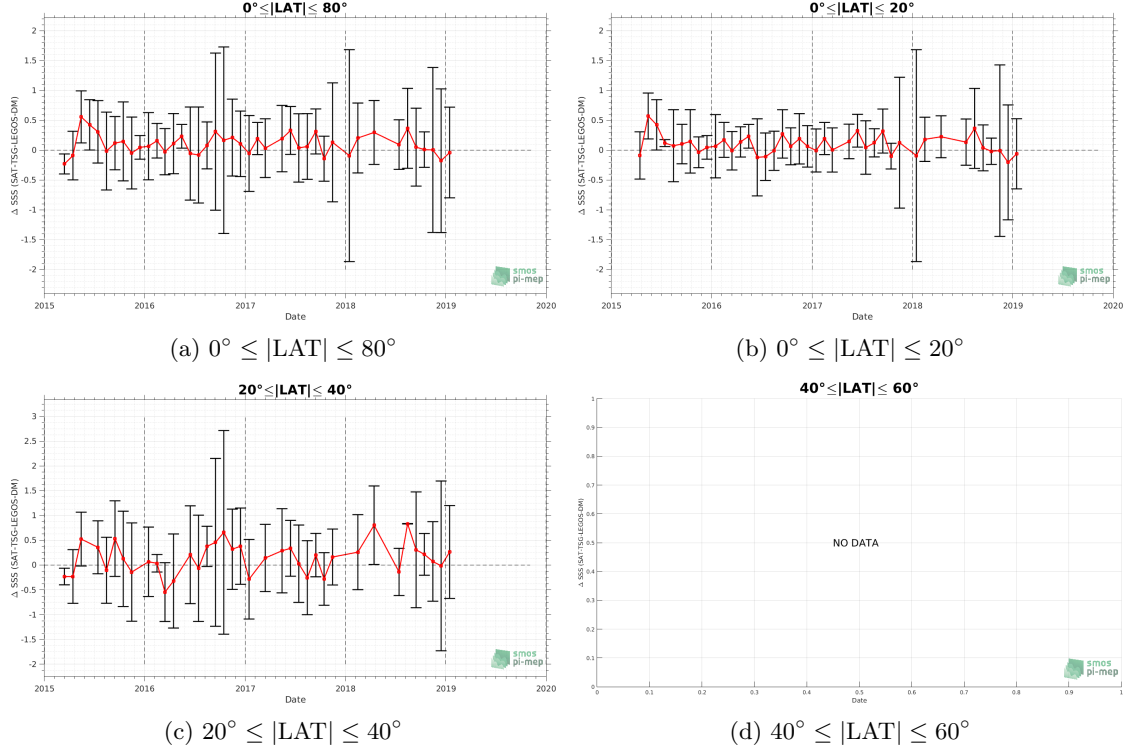 0°≤|LAT|≤ 80°
Δ SSS (SAT-TSG-LEGOS-DM)
2
1.5
1
0.5
0
-0.5
-1
-1.5
-2
2015 2016 2017 2018 2019 2020
Date
smos
pi-mep
(a) 0° ≤ |LAT| ≤ 80°
0°≤|LAT|≤ 20°
Δ SSS (SAT-TSG-LEGOS-DM)
2
1.5
1
0.5
0
-0.5
-1
-1.5
-2
2015 2016 2017 2018 2019 2020
Date
smos
pi-mep
(b) 0° ≤ |LAT| ≤ 20°
20°≤|LAT|≤ 40°
Δ SSS (SAT-TSG-LEGOS-DM)
3
2.5
2
1.5
1
0.5
0
-0.5
-1
-1.5
-2
2015 2016 2017 2018 2019 2020
Date
smos
pi-mep
(c) 20° ≤ |LAT| ≤ 40°
40°≤|LAT|≤ 60°
Δ SSS (SAT-TSG-LEGOS-DM)
1
0.9
0.8
0.7
0.6
0.5
0.4
0.3
0.2
0.1
0
NO DATA
0 0.1 0.2 0.3 0.4 0.5 0.6 0.7 0.8 0.9 1
Date
smos
pi-mep
(d) 40° ≤ |LAT| ≤ 60°